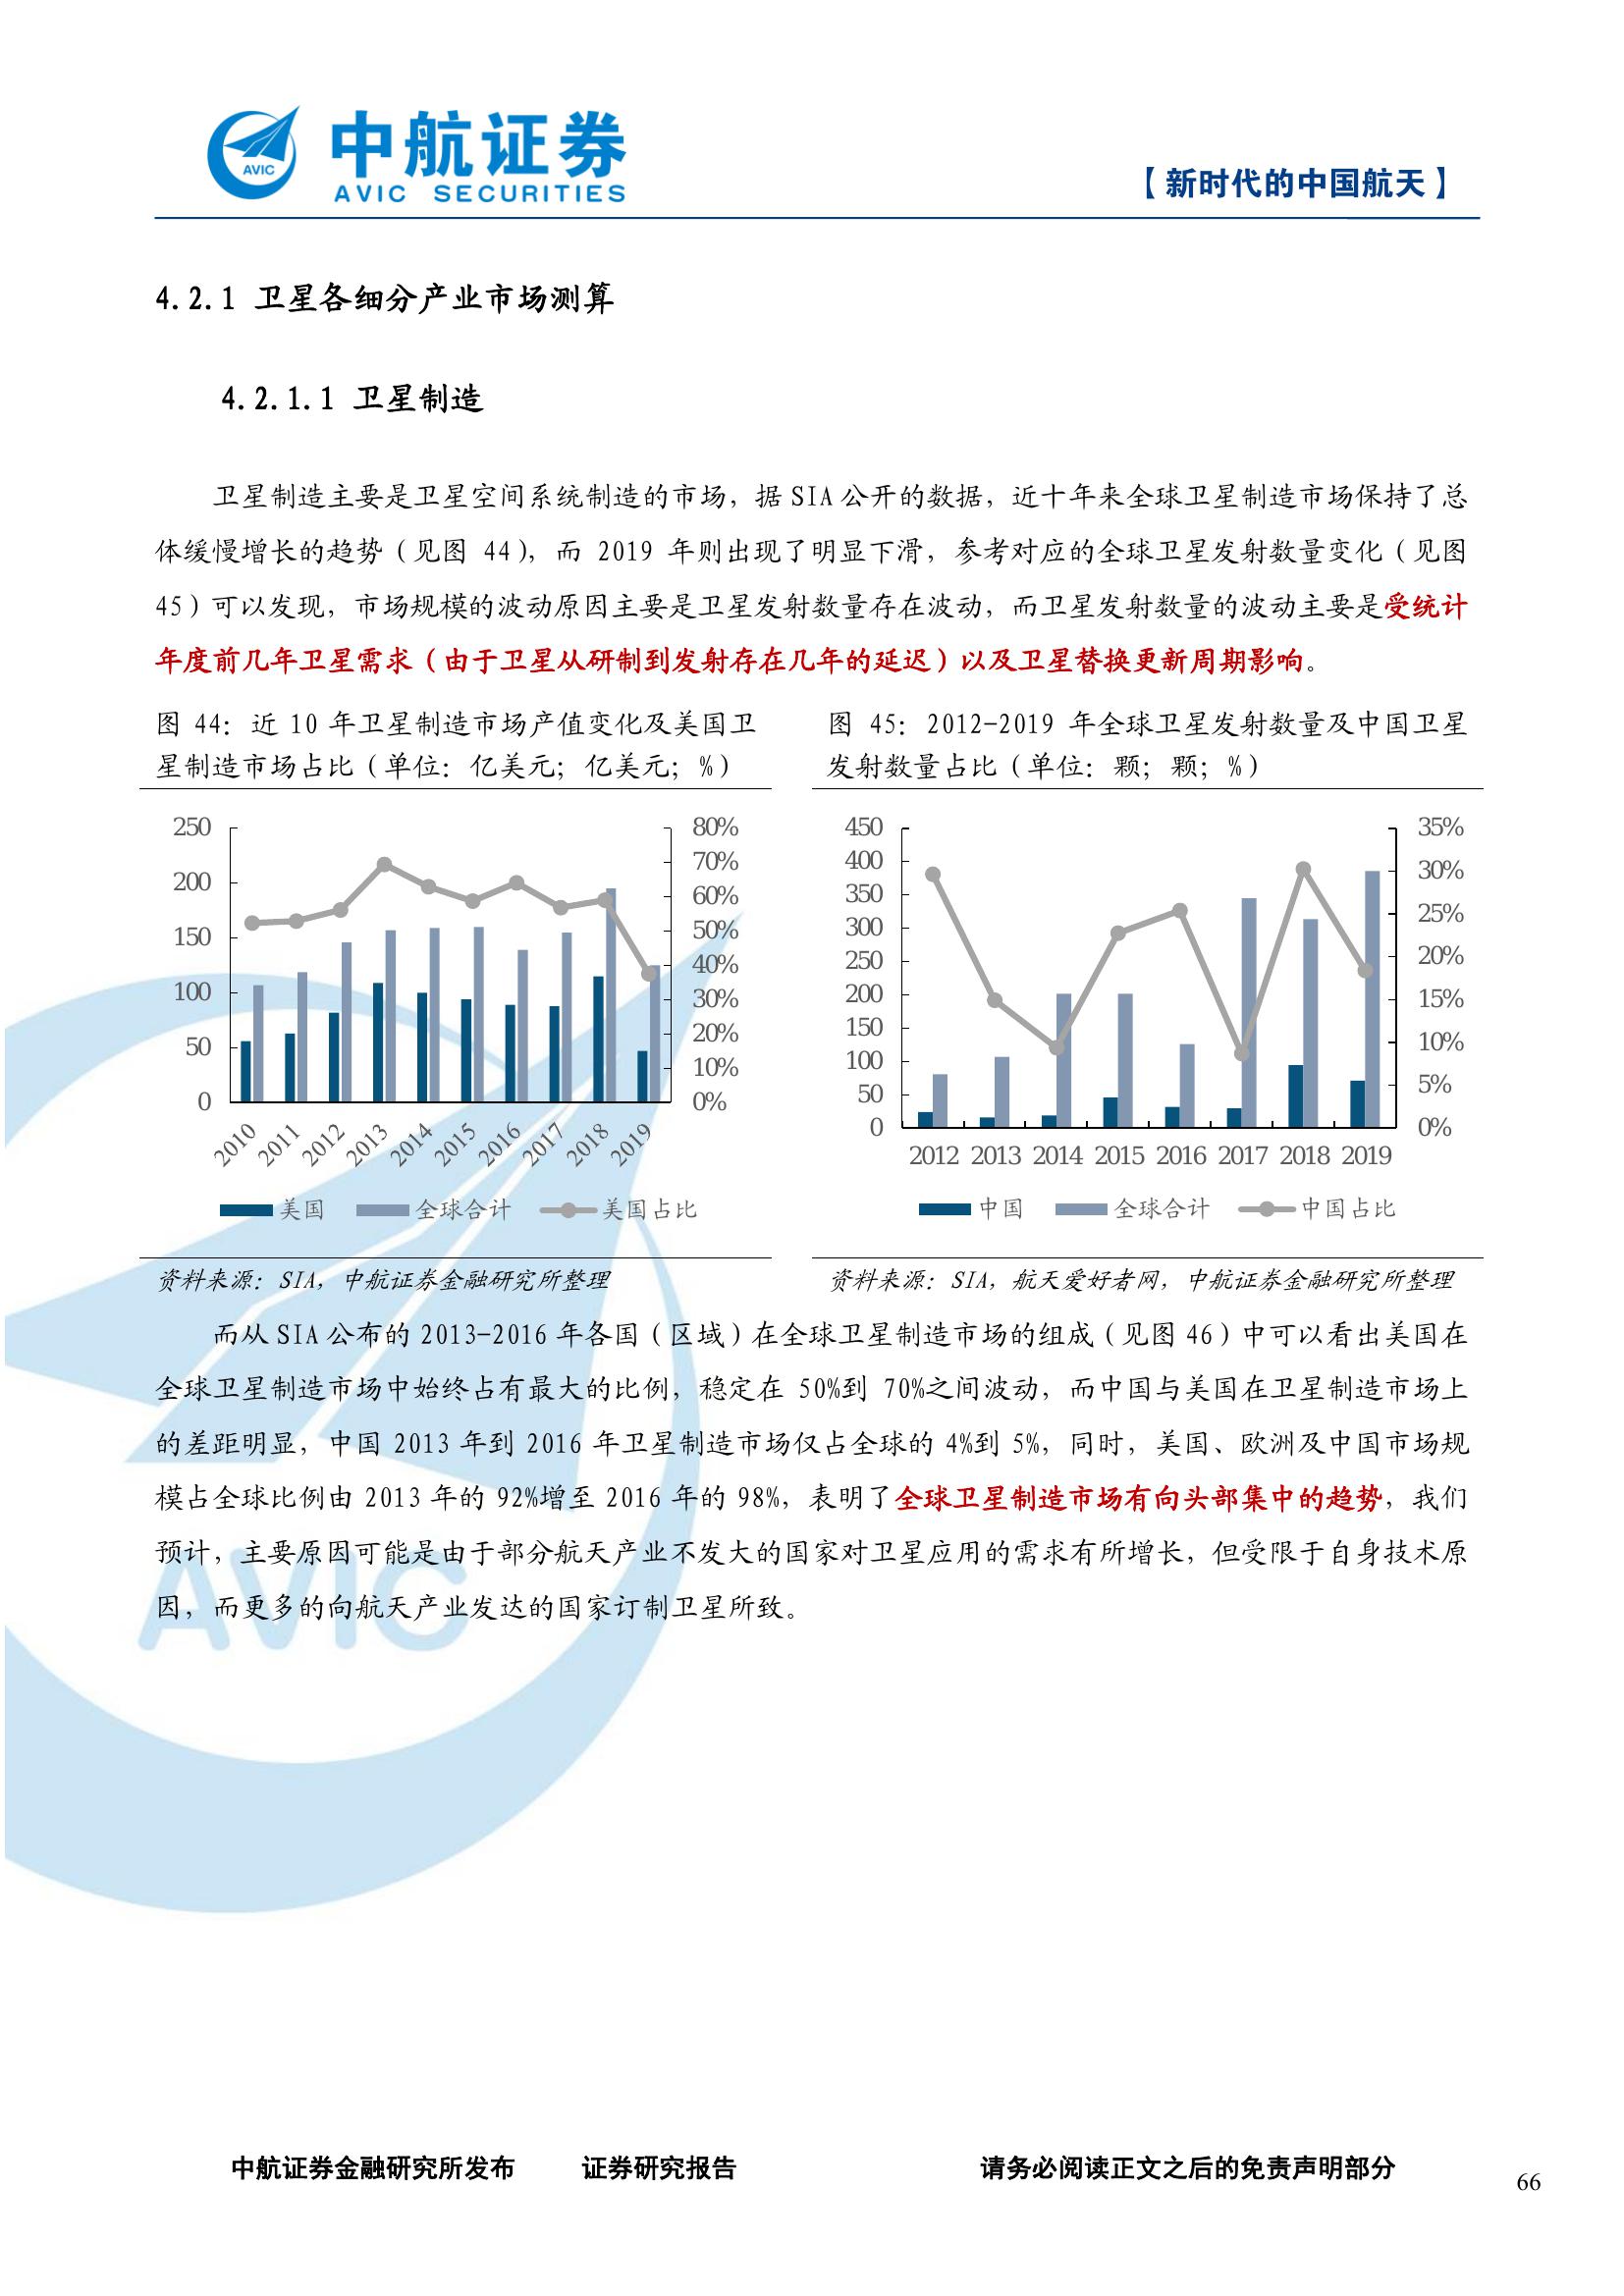 中航证券
AVIC SECURITIES
AVIC
【新时代的中国航天】
4.2.1 卫星各细分产业市场测算
4.2.1.1 卫星制造
卫星制造主要是卫星空间系统制造的市场，据 SIA 公开的数据，近十年来全球卫星制造市场保持了总
体缓慢增长的趋势（见图 44），而 2019 年则出现了明显下滑，参考对应的全球卫星发射数量变化（见图
45）可以发现，市场规模的波动原因主要是卫星发射数量存在波动，而卫星发射数量的波动主要是受统计
年度前几年卫星需求（由于卫星从研制到发射存在几年的延迟）以及卫星替换更新周期影响。
图 44：近 10 年卫星制造市场产值变化及美国卫
星制造市场占比（单位：亿美元；亿美元；%）
250
200
150
100
50
0
80%
70%
60%
50%
40%
30%
20%
10%
0%
2010 2011 2012 2013 2014 2015 2016 2017 2018 2019
美国 全球合计 美国占比
资料来源：SIA，中航证券金融研究所整理
图 45：2012-2019 年全球卫星发射数量及中国卫星
发射数量占比（单位：颗；颗；%）
450
400
350
300
250
200
150
100
50
0
35%
30%
25%
20%
15%
10%
5%
0%
2012 2013 2014 2015 2016 2017 2018 2019
中国 全球合计 中国占比
资料来源：SIA，航天爱好者网，中航证券金融研究所整理
而从 SIA 公布的 2013-2016 年各国（区域）在全球卫星制造市场的组成（见图 46）中可以看出美国在
全球卫星制造市场中始终占有最大的比例，稳定在 50%到 70%之间波动，而中国与美国在卫星制造市场上
的差距明显，中国 2013 年到 2016 年卫星制造市场仅占全球的 4%到 5%，同时，美国、欧洲及中国市场规
模占全球比例由 2013 年的 92%增至 2016 年的 98%，表明了全球卫星制造市场有向头部集中的趋势，我们
预计，主要原因可能是由于部分航天产业不发大的国家对卫星应用的需求有所增长，但受限于自身技术原
因，而更多的向航天产业发达的国家订制卫星所致。
AVIC
中航证券金融研究所发布 证券研究报告 请务必阅读正文之后的免责声明部分
66